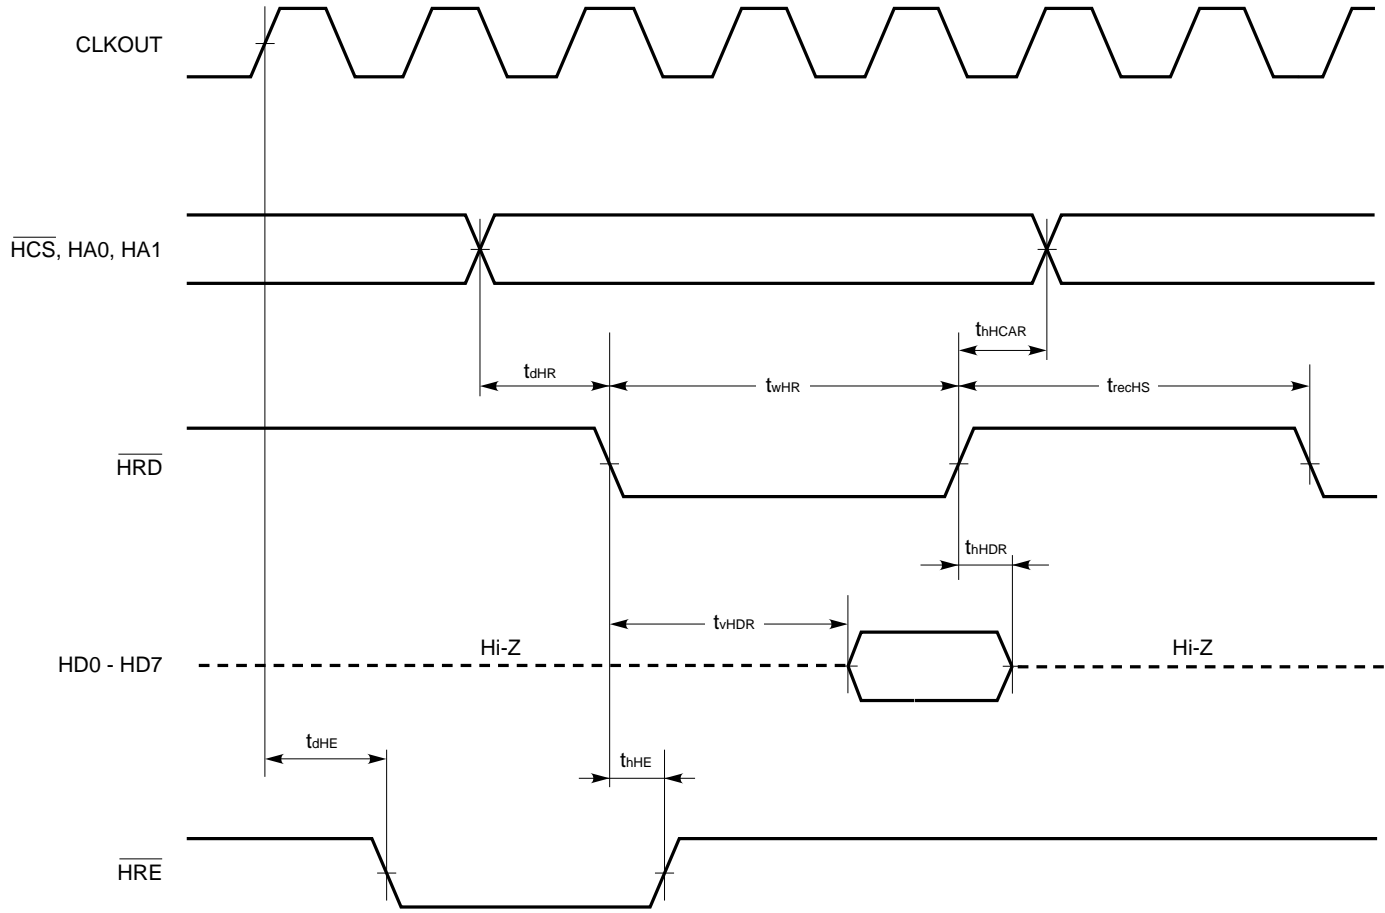 CLKOUT
HCS, HA0, HA1
thHCAR
tdHR
twHR
trecHS
HRD
thHDR
tvHDR
HD0 - HD7
Hi-Z
Hi-Z
tdHE
thHE
HRE